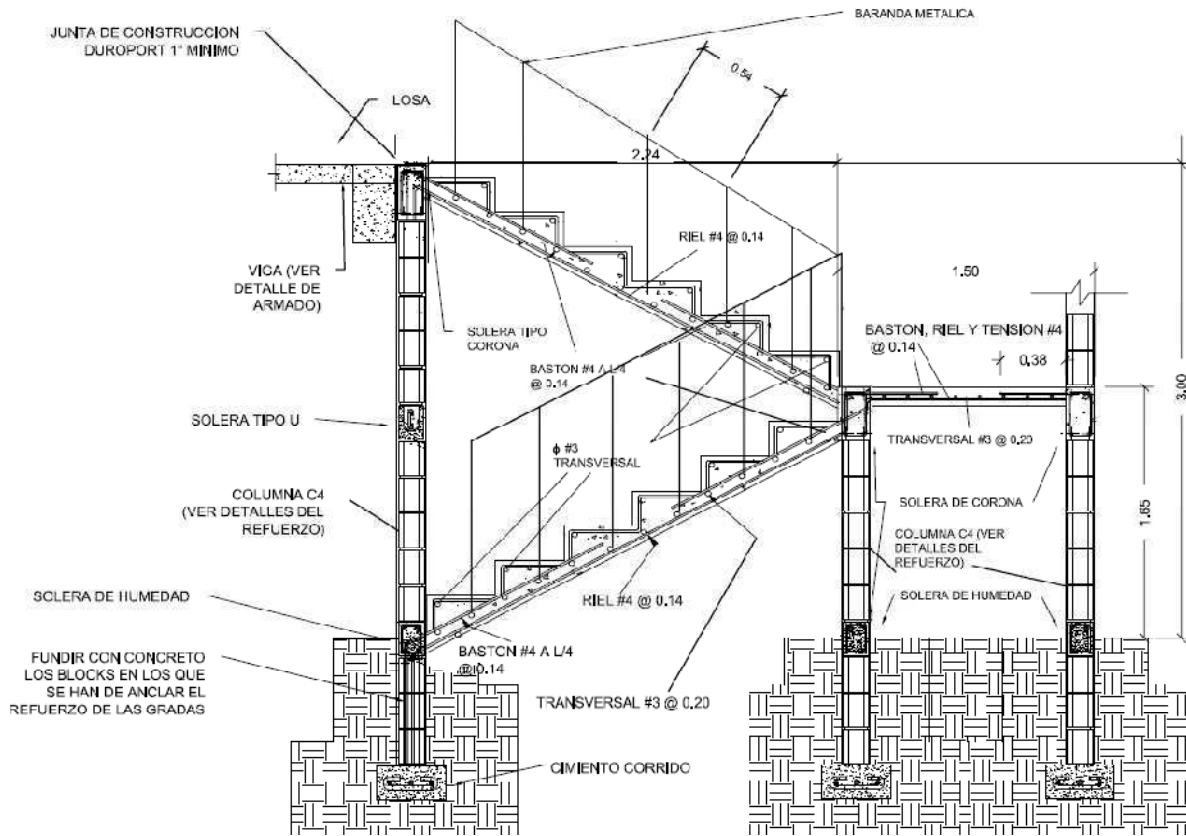 BARANDA METALICA
JUNTA DE CONSTRUCCION
DUROPORT 1" MINIMO
0.54
LOSA
2.24
RIEL #4 @ 0.14
VIGA (VER
DETALLE DE
ARMADO)
1.50
SOLERA TIPO
CORONA
BASTON, RIEL Y TENSION #4
@ 0.14
0.38
BASTON #4 A L/4
@ 0.14
3.00
SOLERA TIPO U
TRANSVERSAL #3 @ 0.20
ϕ #3
TRANSVERSAL
COLUMNA C4
(VER DETALLES DEL
REFUERZO)
SOLERA DE CORONA
1.65
COLUMNA C4 (VER
DETALLES DEL
REFUERZO)
SOLERA DE HUMEDAD
RIEL #4 @ 0.14
SOLERA DE HUMEDAD
BASTON #4 A L/4
@ 0.14
FUNDIR CON CONCRETO
LOS BLOCKS EN LOS QUE
SE HAN DE ANCLAR EL
REFUERZO DE LAS GRADAS
TRANSVERSAL #3 @ 0.20
CIMIENTO CORRIDO